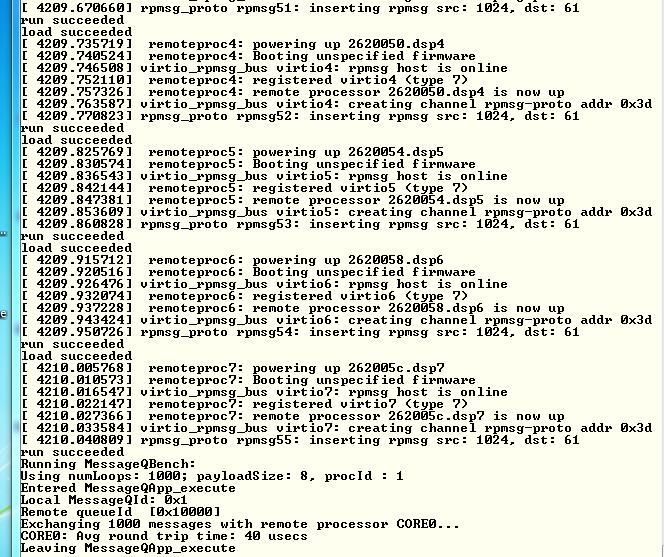 [ 4209.670660] rpmsg_proto rpmsg51: inserting rpmsg src: 1024, dst: 61
run succeeded
load succeeded
[ 4209.735719]  remoteproc4: powering up 2620050.dsp4
[ 4209.740524]  remoteproc4: Booting unspecified firmware
[ 4209.746508] virtio_rpmsg_bus virtio4: rpmsg host is online
[ 4209.752110]  remoteproc4: registered virtio4 (type 7)
[ 4209.757326]  remoteproc4: remote processor 2620050.dsp4 is now up
[ 4209.763587] virtio_rpmsg_bus virtio4: creating channel rpmsg-proto addr 0x3d
[ 4209.770823] rpmsg_proto rpmsg52: inserting rpmsg src: 1024, dst: 61
run succeeded
load succeeded
[ 4209.825769]  remoteproc5: powering up 2620054.dsp5
[ 4209.830574]  remoteproc5: Booting unspecified firmware
[ 4209.836543] virtio_rpmsg_bus virtio5: rpmsg host is online
[ 4209.842144]  remoteproc5: registered virtio5 (type 7)
[ 4209.847381]  remoteproc5: remote processor 2620054.dsp5 is now up
[ 4209.853609] virtio_rpmsg_bus virtio5: creating channel rpmsg-proto addr 0x3d
[ 4209.860828] rpmsg_proto rpmsg53: inserting rpmsg src: 1024, dst: 61
run succeeded
load succeeded
[ 4209.915712]  remoteproc6: powering up 2620058.dsp6
[ 4209.920516]  remoteproc6: Booting unspecified firmware
[ 4209.926476] virtio_rpmsg_bus virtio6: rpmsg host is online
[ 4209.932074]  remoteproc6: registered virtio6 (type 7)
[ 4209.937228]  remoteproc6: remote processor 2620058.dsp6 is now up
[ 4209.943424] virtio_rpmsg_bus virtio6: creating channel rpmsg-proto addr 0x3d
[ 4209.950726] rpmsg_proto rpmsg54: inserting rpmsg src: 1024, dst: 61
run succeeded
load succeeded
[ 4210.005768]  remoteproc7: powering up 262005c.dsp7
[ 4210.010573]  remoteproc7: Booting unspecified firmware
[ 4210.016547] virtio_rpmsg_bus virtio7: rpmsg host is online
[ 4210.022147]  remoteproc7: registered virtio7 (type 7)
[ 4210.027366]  remoteproc7: remote processor 262005c.dsp7 is now up
[ 4210.033584] virtio_rpmsg_bus virtio7: creating channel rpmsg-proto addr 0x3d
[ 4210.040809] rpmsg_proto rpmsg55: inserting rpmsg src: 1024, dst: 61
run succeeded
Running MessageQBench:
Using numLoops: 1000; payloadSize: 8, procId : 1
Entered MessageQApp_execute
Local MessageQId: 0x1
Remote queueId  [0x10000]
Exchanging 1000 messages with remote processor CORE0...
CORE0: Avg round trip time: 40 usecs
Leaving MessageQApp_execute